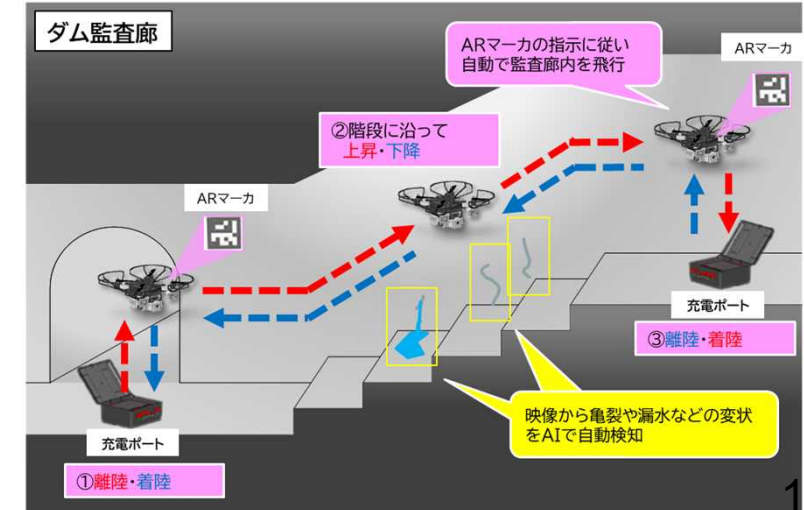 ダム監査廊
ARマーカの指示に従い
自動で監査廊内を飛行
ARマーカ
②階段に沿って
上昇・下降
ARマーカ
充電ポート
③離陸・着陸
映像から亀裂や漏水などの変状
をAIで自動検知
充電ポート
①離陸・着陸
1